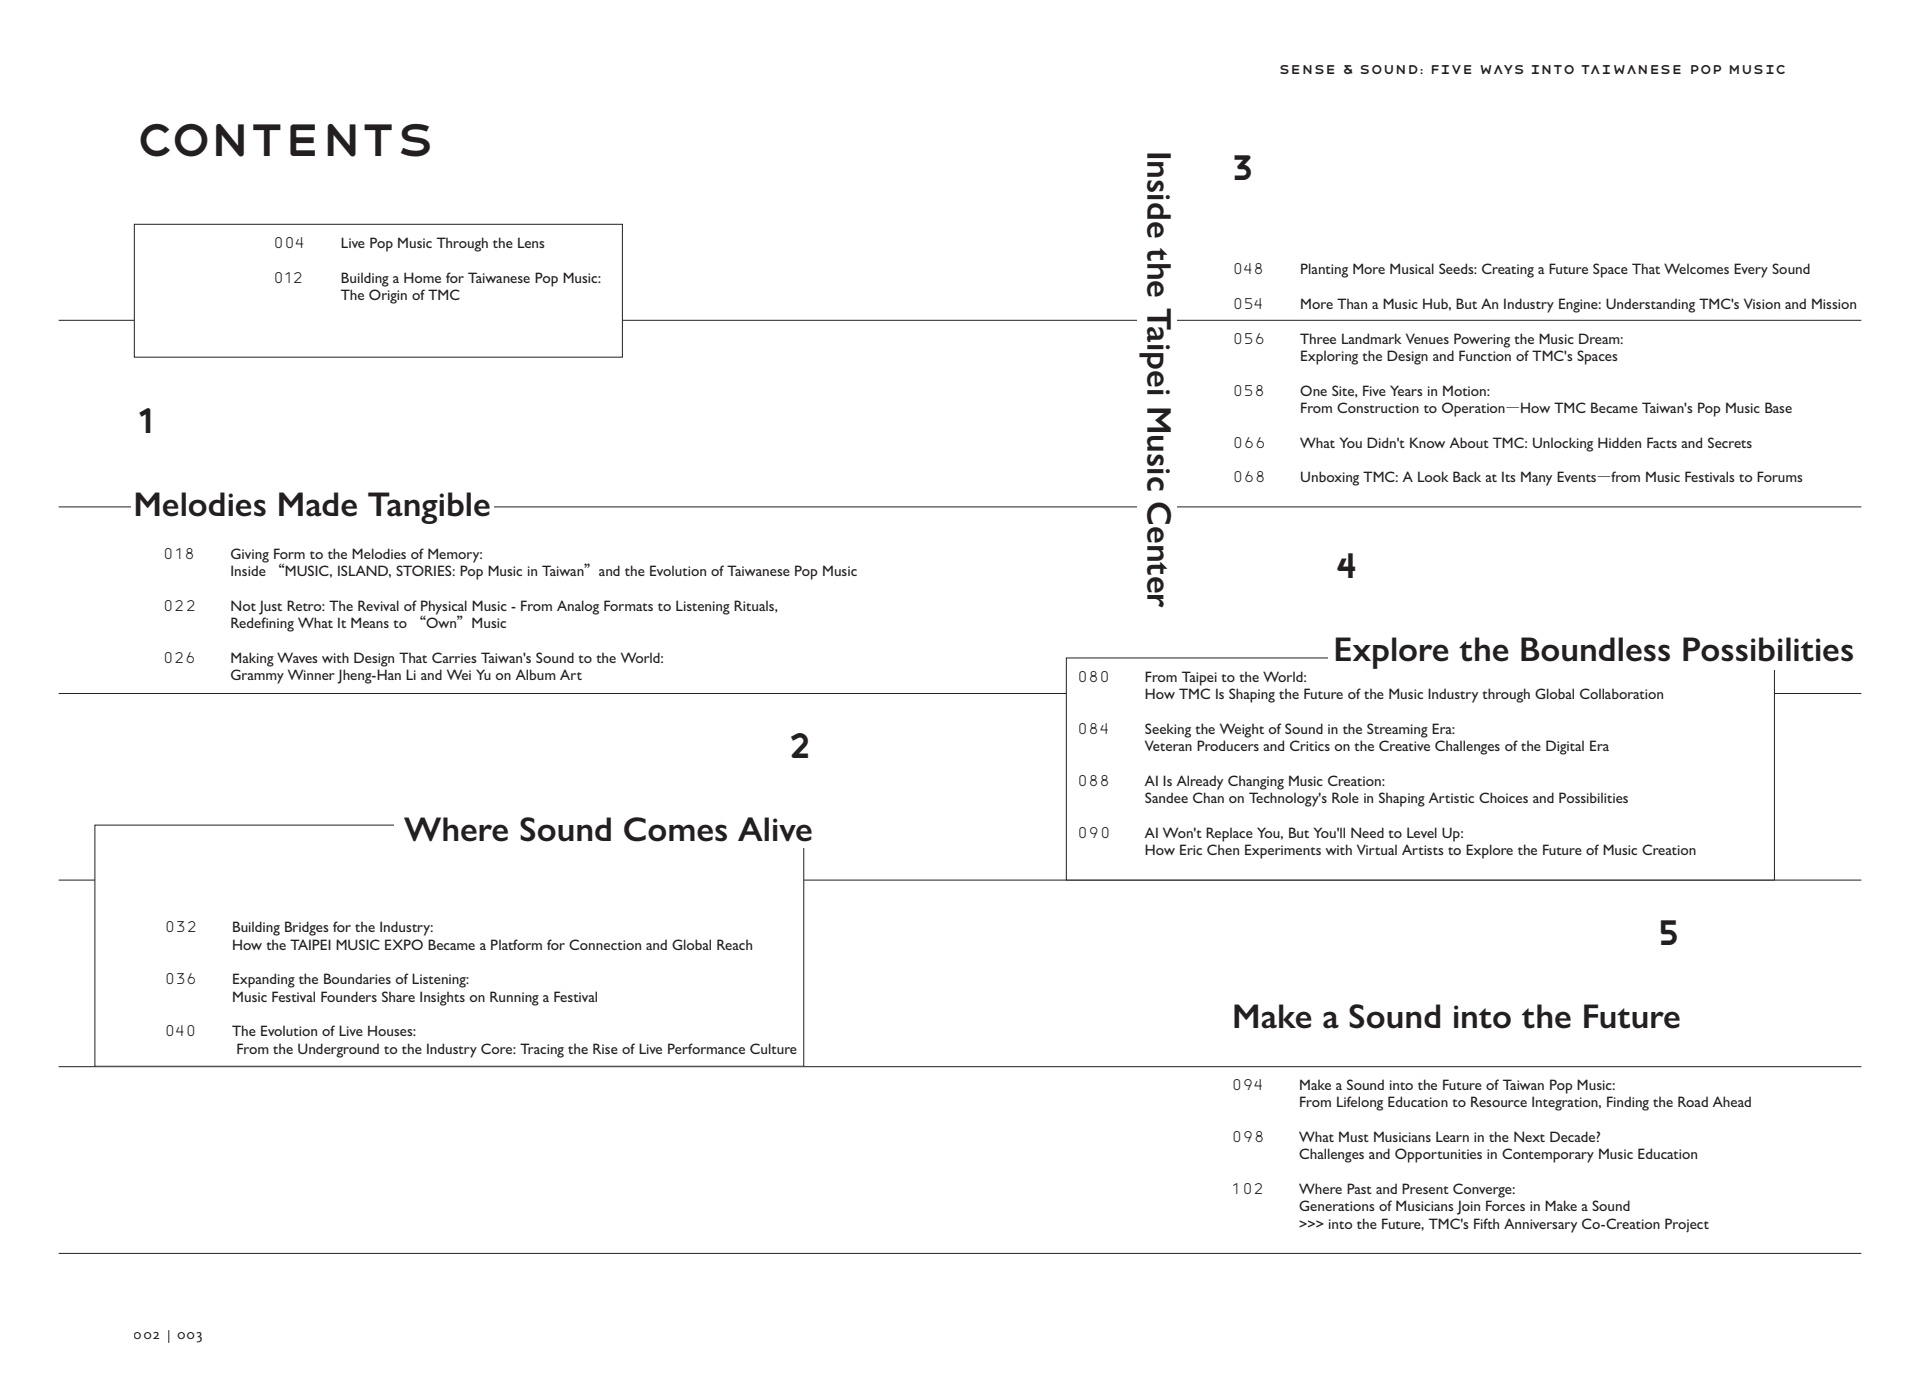 SENSE & SOUND: FIVE WAYS INTO TAIWANESE POP MUSIC
CONTENTS
004 Live Pop Music Through the Lens
012 Building a Home for Taiwanese Pop Music:
The Origin of TMC
1
Melodies Made Tangible
018 Giving Form to the Melodies of Memory:
Inside “MUSIC, ISLAND, STORIES: Pop Music in Taiwan” and the Evolution of Taiwanese Pop Music
022 Not Just Retro: The Revival of Physical Music - From Analog Formats to Listening Rituals,
Redefining What It Means to “Own” Music
026 Making Waves with Design That Carries Taiwan's Sound to the World:
Grammy Winner Jheng-Han Li and Wei Yu on Album Art
2
Where Sound Comes Alive
032 Building Bridges for the Industry:
How the TAIPEI MUSIC EXPO Became a Platform for Connection and Global Reach
036 Expanding the Boundaries of Listening:
Music Festival Founders Share Insights on Running a Festival
040 The Evolution of Live Houses:
From the Underground to the Industry Core: Tracing the Rise of Live Performance Culture
3
Inside the Taipei Music Center
048 Planting More Musical Seeds: Creating a Future Space That Welcomes Every Sound
054 More Than a Music Hub, But An Industry Engine: Understanding TMC's Vision and Mission
056 Three Landmark Venues Powering the Music Dream:
Exploring the Design and Function of TMC's Spaces
058 One Site, Five Years in Motion:
From Construction to Operation—How TMC Became Taiwan's Pop Music Base
066 What You Didn't Know About TMC: Unlocking Hidden Facts and Secrets
068 Unboxing TMC: A Look Back at Its Many Events—from Music Festivals to Forums
4
Explore the Boundless Possibilities
080 From Taipei to the World:
How TMC Is Shaping the Future of the Music Industry through Global Collaboration
084 Seeking the Weight of Sound in the Streaming Era:
Veteran Producers and Critics on the Creative Challenges of the Digital Era
088 AI Is Already Changing Music Creation:
Sandee Chan on Technology's Role in Shaping Artistic Choices and Possibilities
090 AI Won't Replace You, But You'll Need to Level Up:
How Eric Chen Experiments with Virtual Artists to Explore the Future of Music Creation
5
Make a Sound into the Future
094 Make a Sound into the Future of Taiwan Pop Music:
From Lifelong Education to Resource Integration, Finding the Road Ahead
098 What Must Musicians Learn in the Next Decade?
Challenges and Opportunities in Contemporary Music Education
102 Where Past and Present Converge:
Generations of Musicians Join Forces in Make a Sound
>>> into the Future, TMC's Fifth Anniversary Co-Creation Project
002 | 003